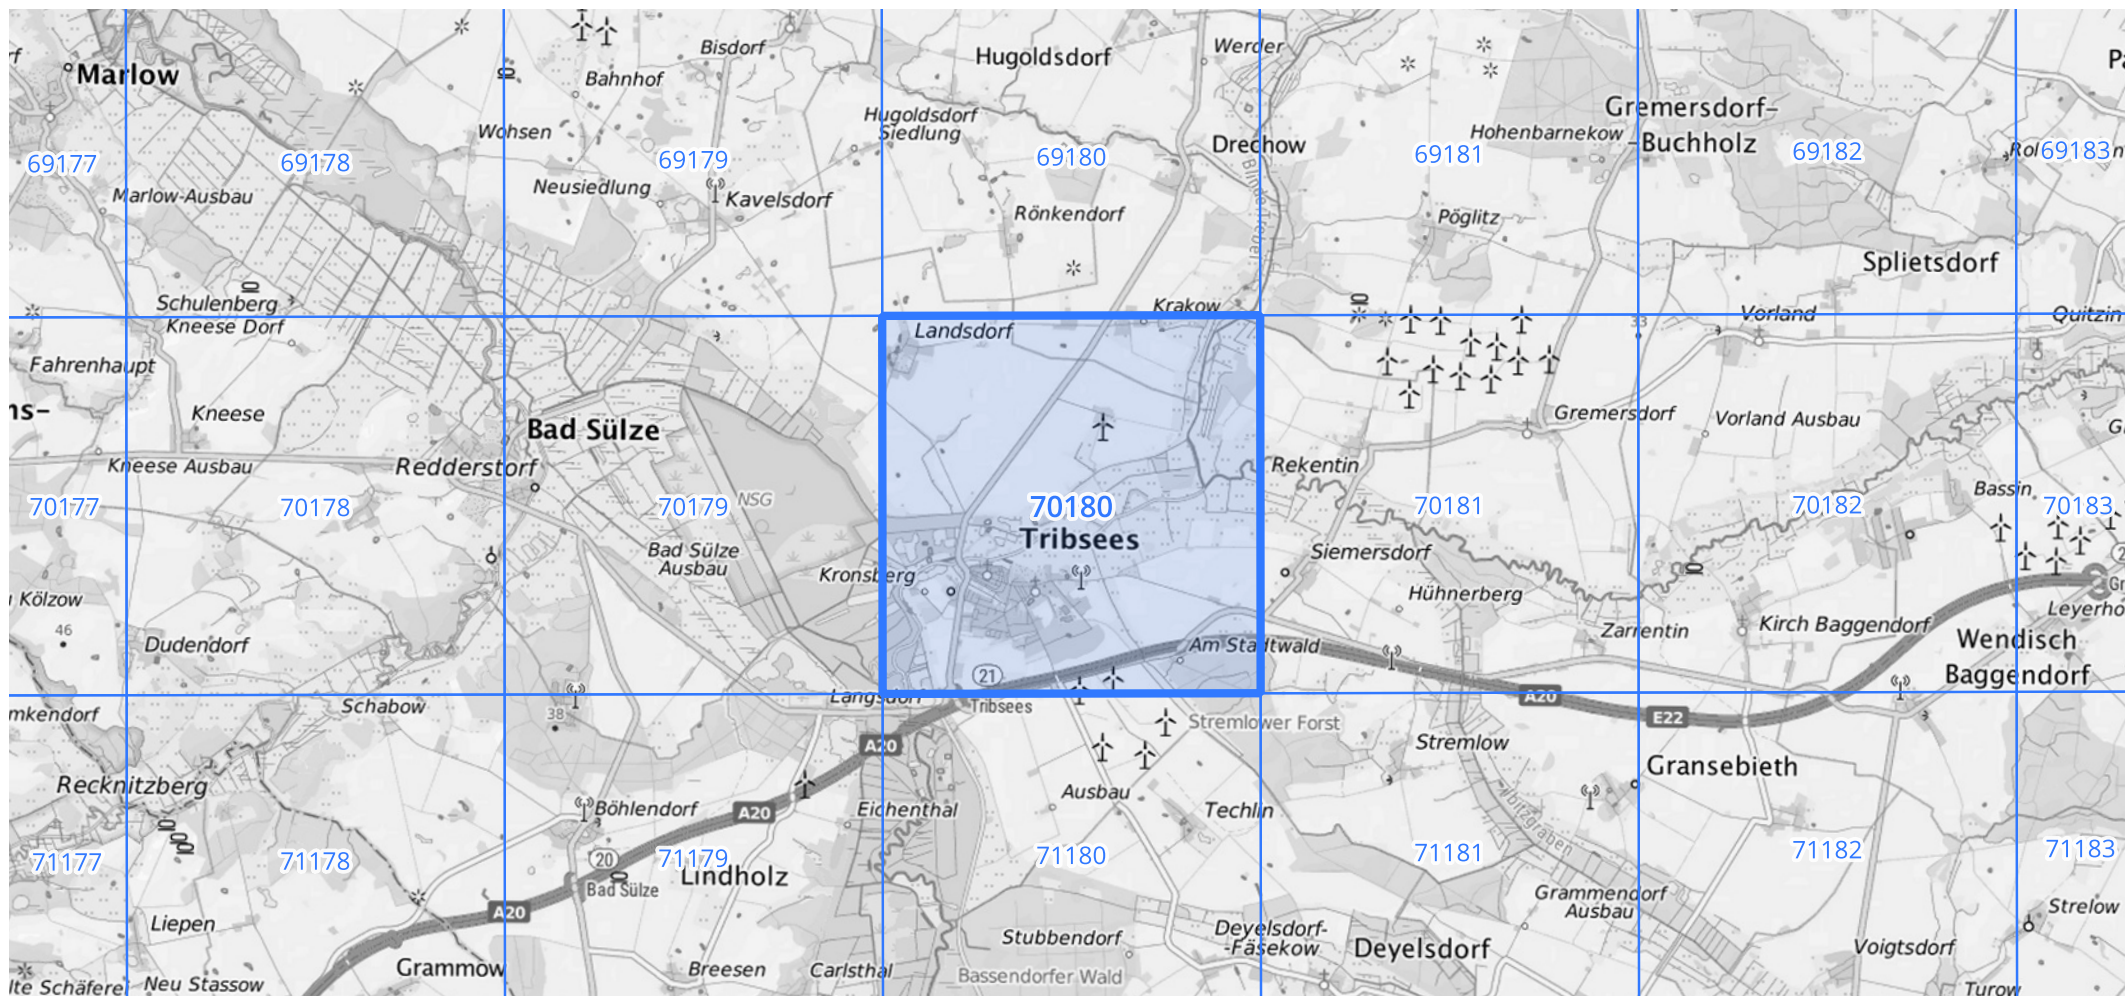 Marlow
Bisdorf
Bahnhof
Hugoldsdorf
Werder
Wohsen
Hugoldsdorf
Siedlung
Drechow
Hohenbarnekow
Gremersdorf-
Buchholz
69177
69178
69179
69180
69181
69182
69183
Marlow-Ausbau
Neusiedlung
Kavelsdorf
Rönkendorf
Pöglitz
Splietsdorf
Schulenberg
Krakow
Vorland
Quitzin
Kneese Dorf
Landsdorf
33
Fahrenhaupt
Kneese
Bad Sülze
Gremersdorf
Vorland Ausbau
Kneese Ausbau
Redderstorf
Rekentin
NSG
Bassin
70177
70178
70179
70180
70181
70182
70183
Tribsees
Bad Sülze
Ausbau
Kronsberg
Siemersdorf
Hühnerberg
Kölzow
46
Dudendorf
Am Stadtwald
Zarrentin
Kirch Baggendorf
Wendisch
Baggendorf
21
Langsdorf
Tribsees
mkendorf
Schabow
38
Stremlower Forst
A20
E22
A20
Stremlow
Gransebieth
Recknitzberg
Böhlendorf
A20
Eichenthal
Ausbau
Techlin
Ibitzgraben
71177
71178
71179
71180
71181
71182
71183
20
Bad Sülze
Lindholz
A20
Liepen
Grammendorf
Ausbau
Strelow
Stubbendorf
Deyelsdorf-
-Fäsekow
Deyelsdorf
Voigtsdorf
Grammow
Breesen
Carlsthal
Bassendorfer Wald
lte Schäferei
Neu Stassow
Turow